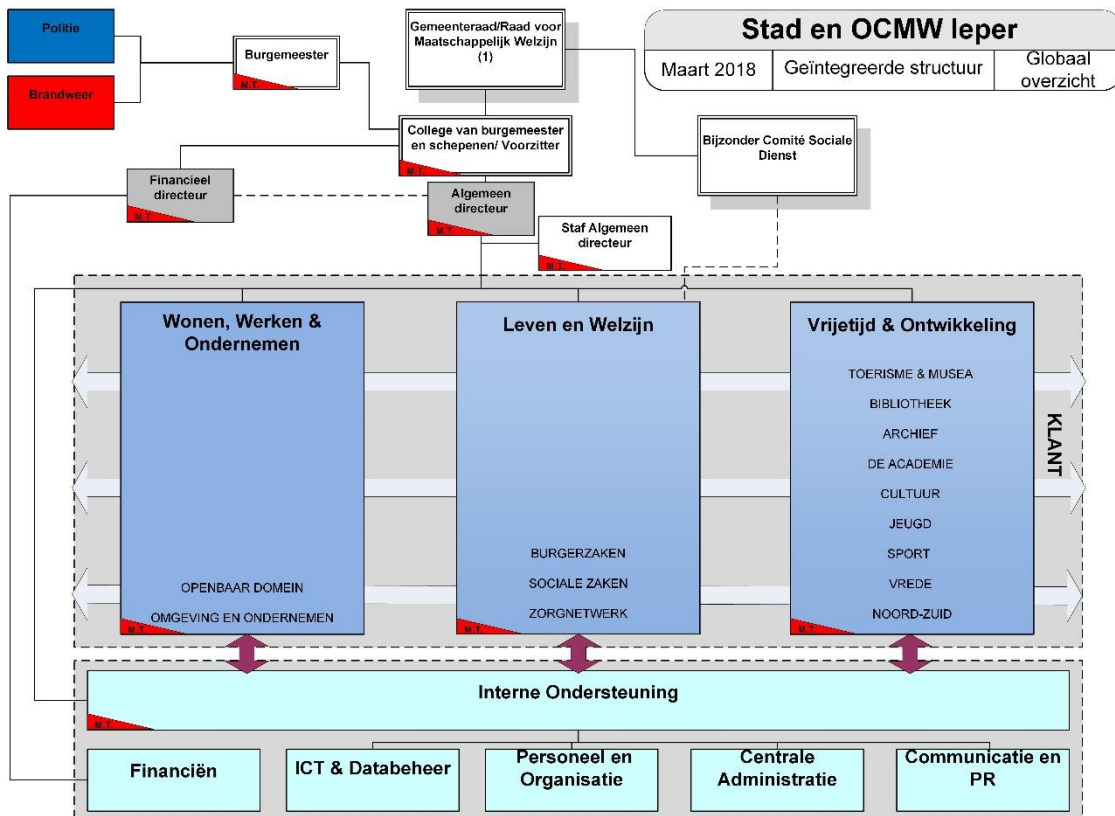 Politie
Brandweer
Burgemeester
M.T.
Gemeenteraad/Raad voor
Maatschappelijk Welzijn
(1)
Stad en OCMW Ieper
Maart 2018
Geïntegreerde structuur
Globaal
overzicht
College van burgemeester
en schepenen/ Voorzitter
M.T.
Bijzonder Comité Sociale
Dienst
Financieel
directeur
M.T.
Algemeen
directeur
M.T.
Staf Algemeen
directeur
M.T.
Wonen, Werken &
Ondernemen
OPENBAAR DOMEIN
OMGEVING EN ONDERNEMEN
M.T.
Leven en Welzijn
BURGERZAKEN
SOCIALE ZAKEN
ZORGNETWERK
M.T.
Vrijetijd & Ontwikkeling
TOERISME & MUSEA
BIBLIOTHEEK
ARCHIEF
DE ACADEMIE
CULTUUR
JEUGD
SPORT
VREDE
NOORD-ZUID
M.T.
KLANT
Interne Ondersteuning
M.T.
Financiën
ICT & Databeheer
Personeel en
Organisatie
Centrale
Administratie
Communicatie en
PR